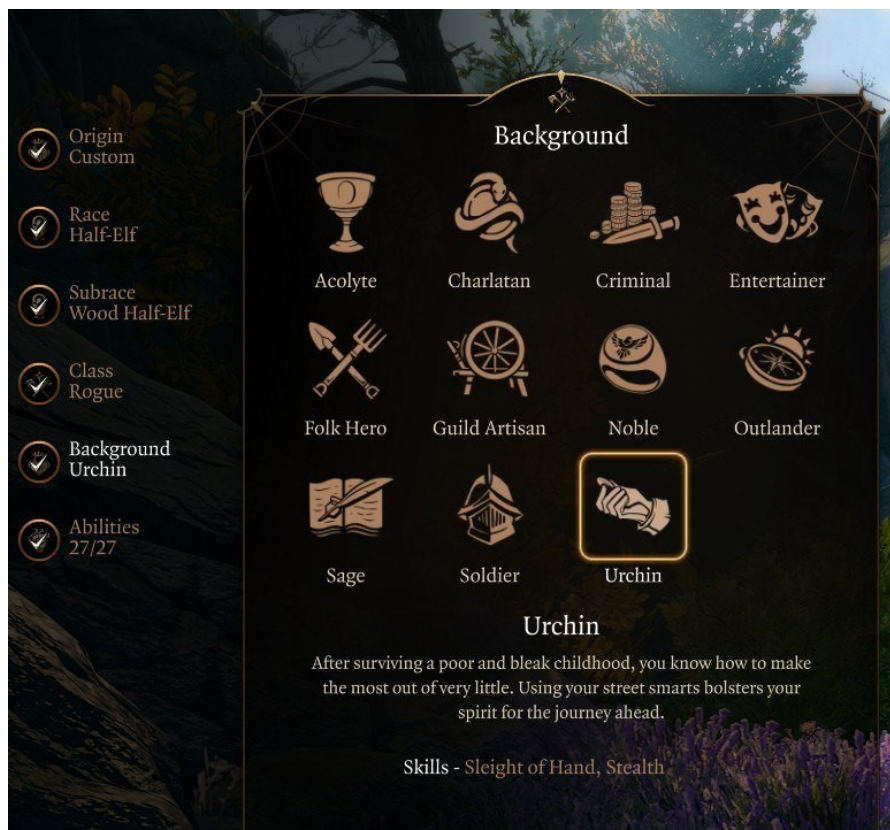 Background
Origin
Custom
Race
Half-Elf
Subrace
Wood Half-Elf
Class
Rogue
Background
Urchin
Abilities
27/27
Acolyte
Charlatan
Criminal
Entertainer
Folk Hero
Guild Artisan
Noble
Outlander
Sage
Soldier
Urchin
Urchin
After surviving a poor and bleak childhood, you know how to make
the most out of very little. Using your street smarts bolsters your
spirit for the journey ahead.
Skills - Sleight of Hand, Stealth